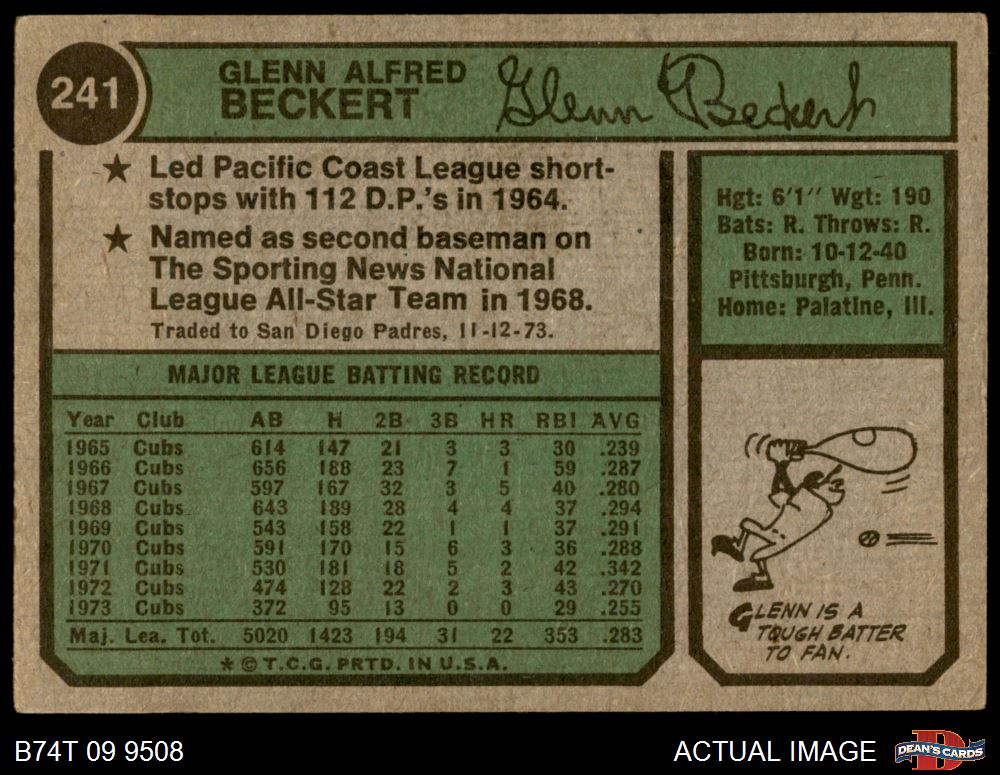 241
GLENN ALFRED
BECKERT
Glenn Beckert
★ Led Pacific Coast League short-
stops with 112 D.P.'s in 1964.
★ Named as second baseman on
The Sporting News National
League All-Star Team in 1968.
Traded to San Diego Padres, 11-12-73.
Hgt: 6'1" Wgt: 190
Bats: R. Throws: R.
Born: 10-12-40
Pittsburgh, Penn.
Home: Palatine, Ill.
MAJOR LEAGUE BATTING RECORD
Year Club AB H 2B 3B HR RBI AVG
1965 Cubs 614 147 21 3 3 30 .239
1966 Cubs 656 188 23 7 1 59 .287
1967 Cubs 597 167 32 3 5 40 .280
1968 Cubs 643 189 28 4 4 37 .294
1969 Cubs 543 158 22 1 1 37 .291
1970 Cubs 591 170 15 6 3 36 .288
1971 Cubs 530 181 18 5 2 42 .342
1972 Cubs 474 128 22 2 3 43 .270
1973 Cubs 372 95 13 0 0 29 .255
Maj. Lea. Tot. 5020 1423 194 31 22 353 .283
* © T.C.G. PRTD. IN U.S.A.
GLENN IS A
TOUGH BATTER
TO FAN.
B74T 09 9508
ACTUAL IMAGE
D
DEAN'S CARDS